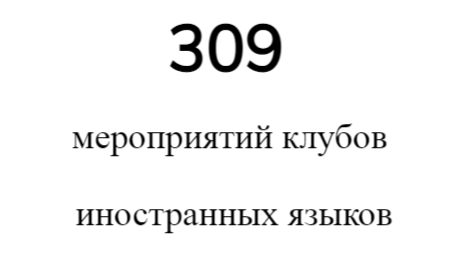 309
мероприятий клубов
иностранных языков